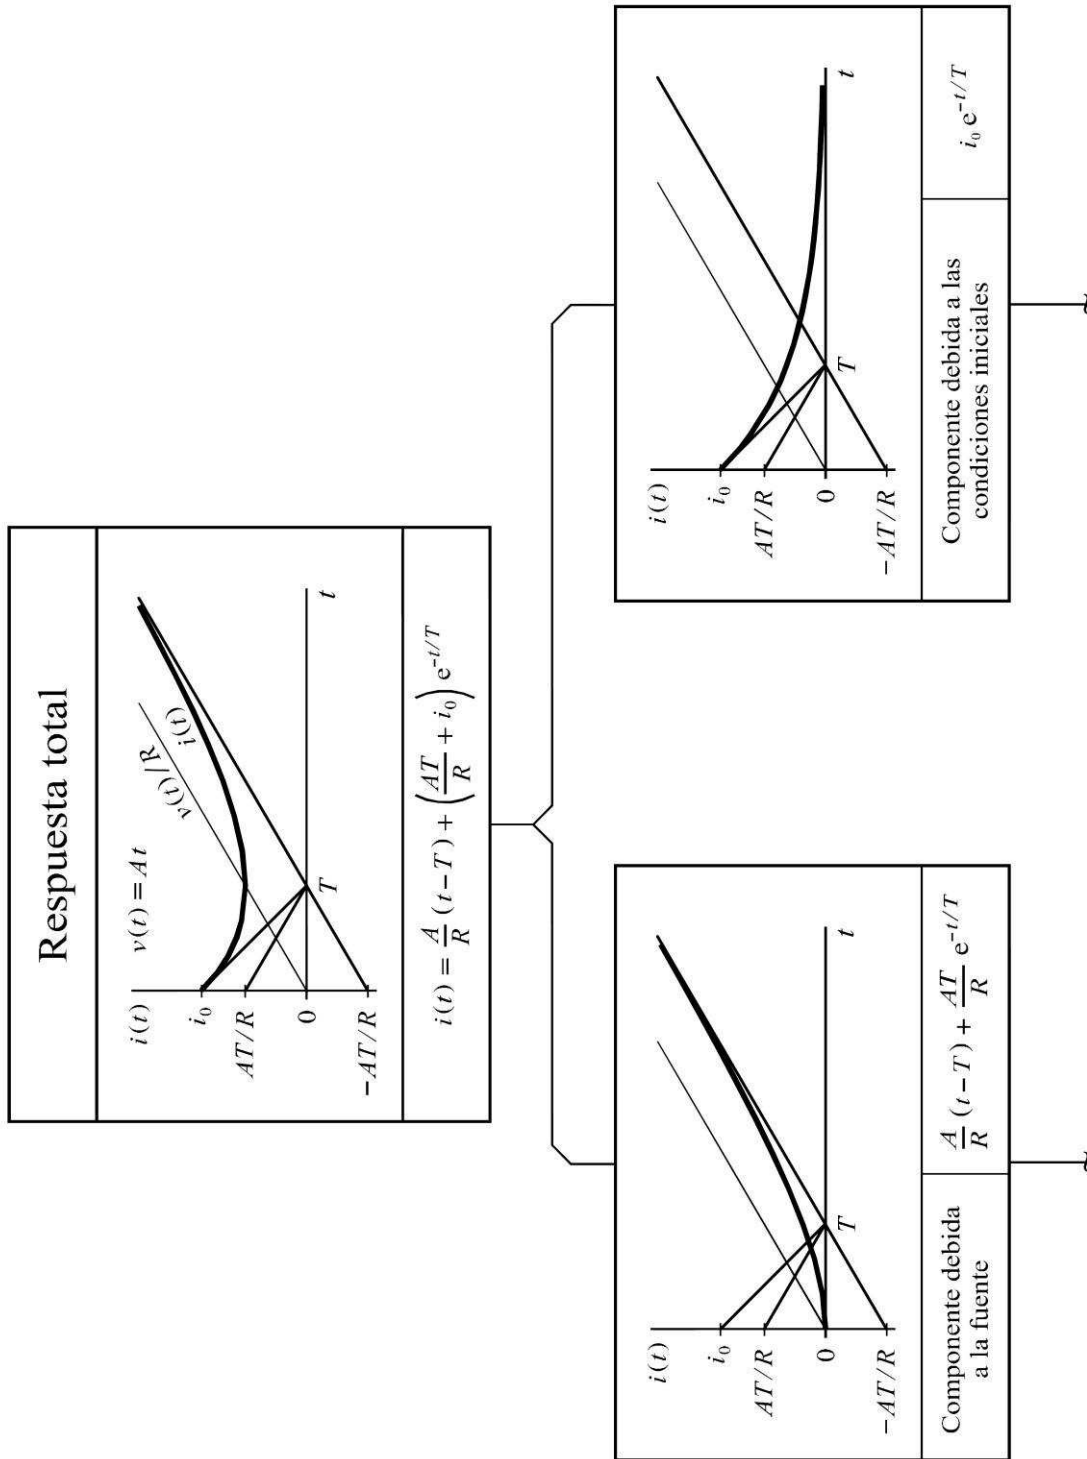 Respuesta total
i(t)
v(t) = At
i₀
v(t)/R
i(t)
AT/R
0
T
t
−AT/R
i(t) = A/R (t−T) + (AT/R + i₀) e^(−t/T)
i(t)
i₀
AT/R
0
T
t
−AT/R
Componente debida
a la fuente
A/R (t−T) + AT/R e^(−t/T)
i(t)
i₀
AT/R
0
T
t
−AT/R
Componente debida a las
condiciones iniciales
i₀ e^(−t/T)